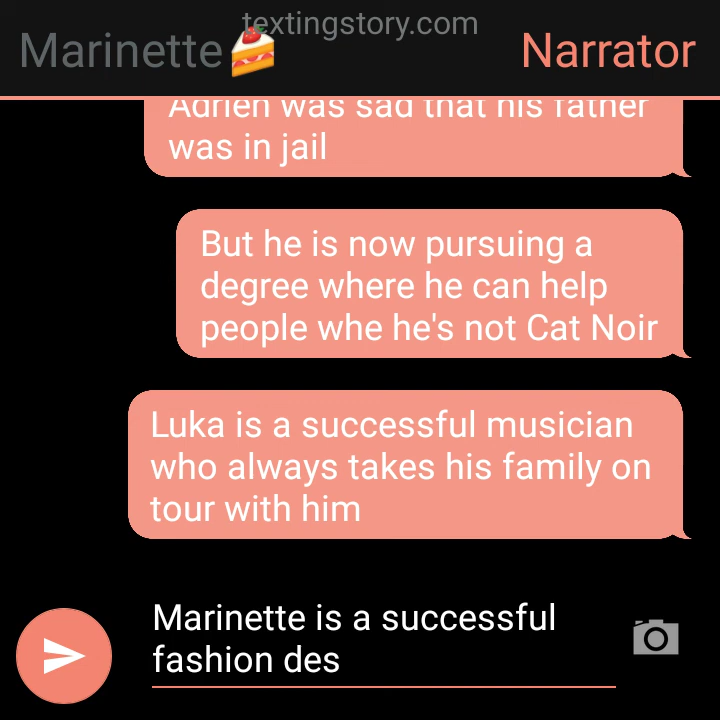 textingstory.com
Marinette🍰 Narrator
Adrien was sad that his father
was in jail
But he is now pursuing a
degree where he can help
people whe he's not Cat Noir
Luka is a successful musician
who always takes his family on
tour with him
Marinette is a successful
fashion des